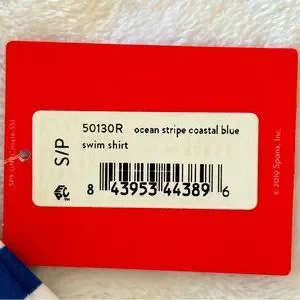 50130R ocean stripe coastal blue
swim shirt
S/P
8 43953 44389 6
© 2019 Spanx, Inc.